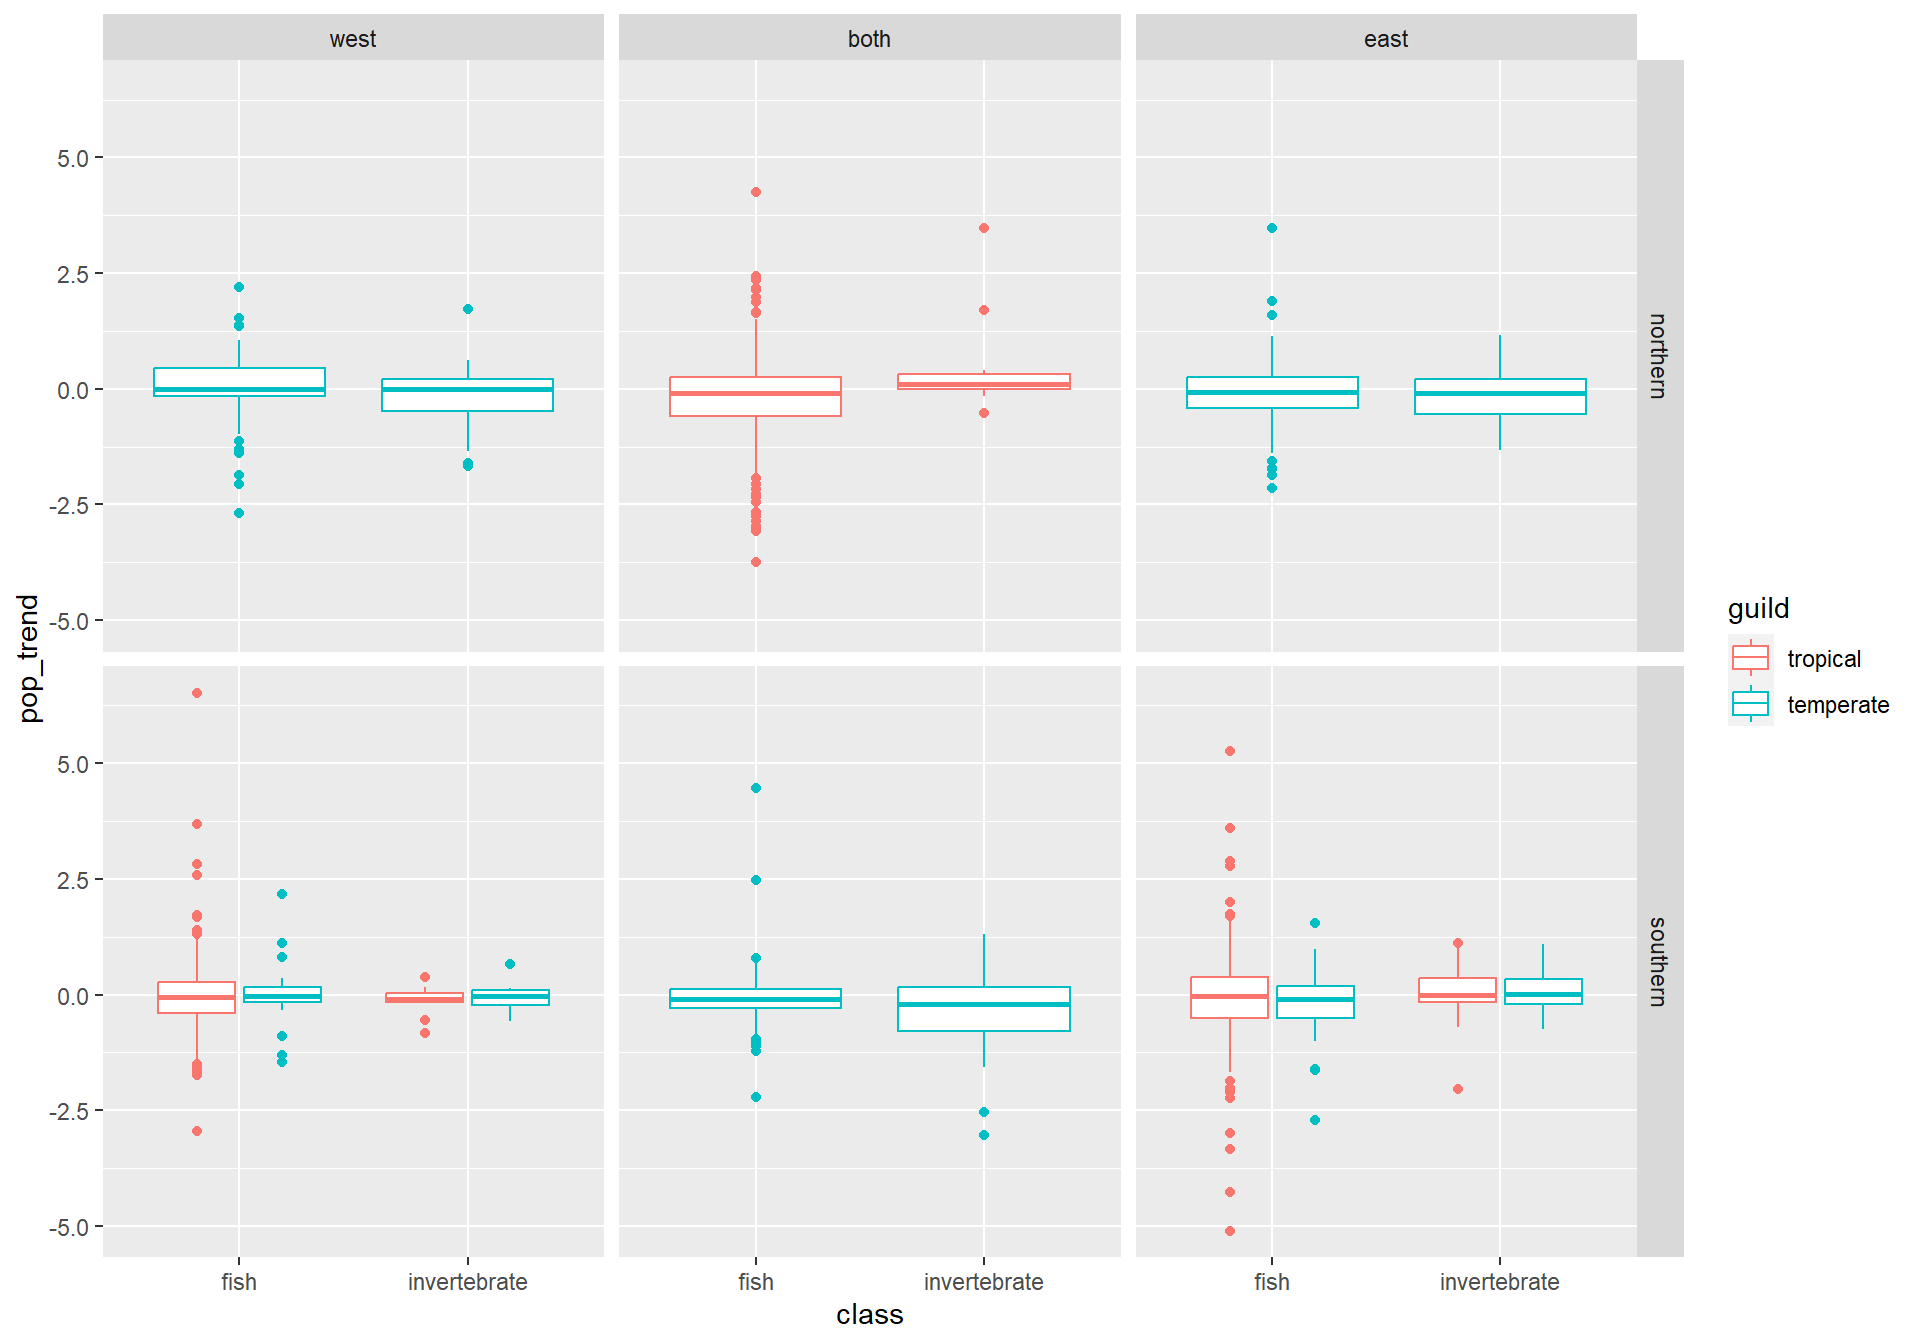 west
both
east
5.0
2.5
0.0
-2.5
-5.0
northern
pop_trend
5.0
2.5
0.0
-2.5
-5.0
southern
fish
invertebrate
fish
invertebrate
fish
invertebrate
class
guild
tropical
temperate